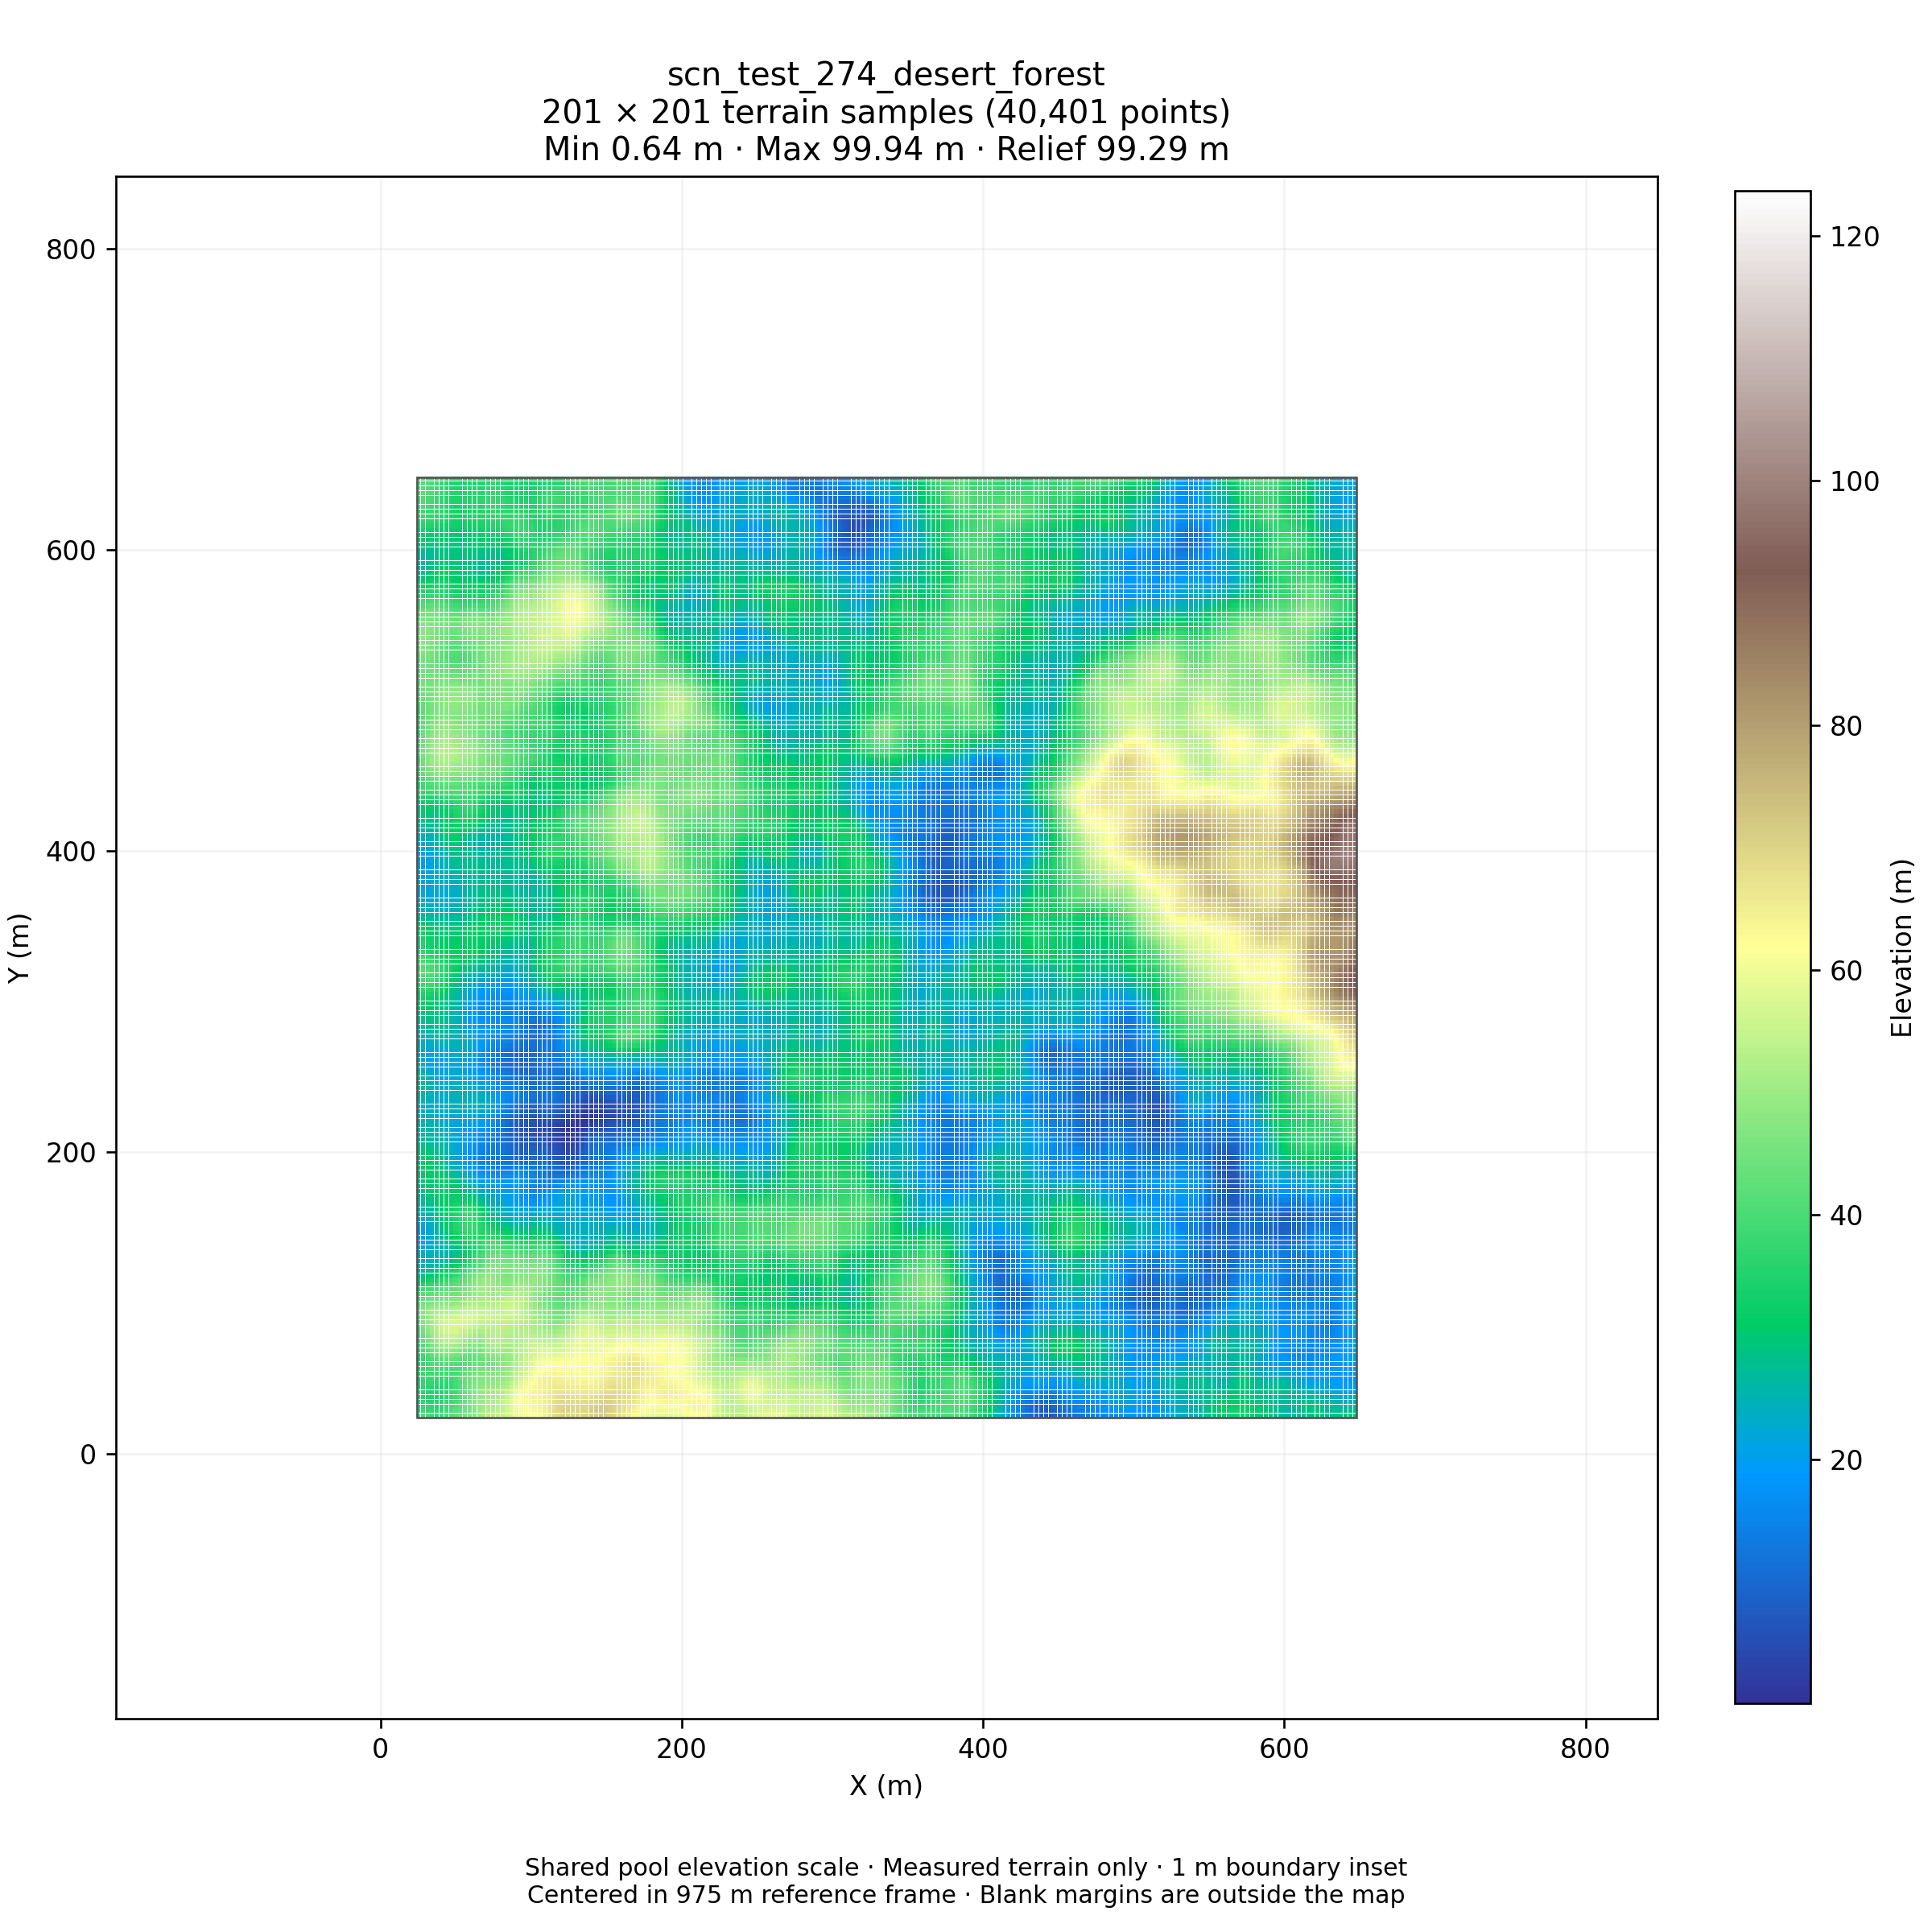 scn_test_274_desert_forest
201 × 201 terrain samples (40,401 points)
Min 0.64 m · Max 99.94 m · Relief 99.29 m
800
600
400
200
0
Y (m)
0
200
400
600
800
X (m)
120
100
80
60
40
20
Elevation (m)
Shared pool elevation scale · Measured terrain only · 1 m boundary inset
Centered in 975 m reference frame · Blank margins are outside the map